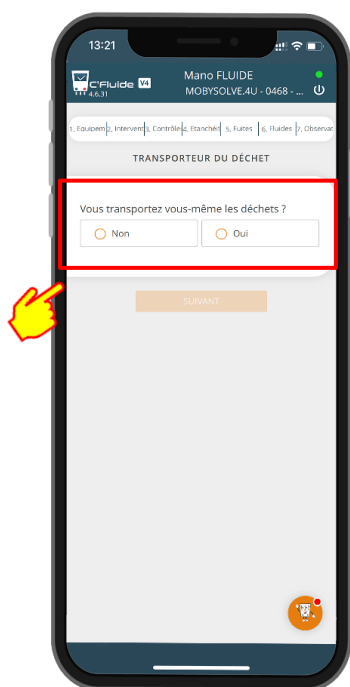 13:21
C'Fluide V4
4.6.31
Mano FLUIDE
MOBYSOLVE.4U - 0468 - ...
1, Equipem 2, Intervent 3, Contrôle 4, Etanchéit 5, Fuites 6, Fluides 7, Observat
TRANSPORTEUR DU DÉCHET
Vous transportez vous-même les déchets ?
Non Oui
SUIVANT